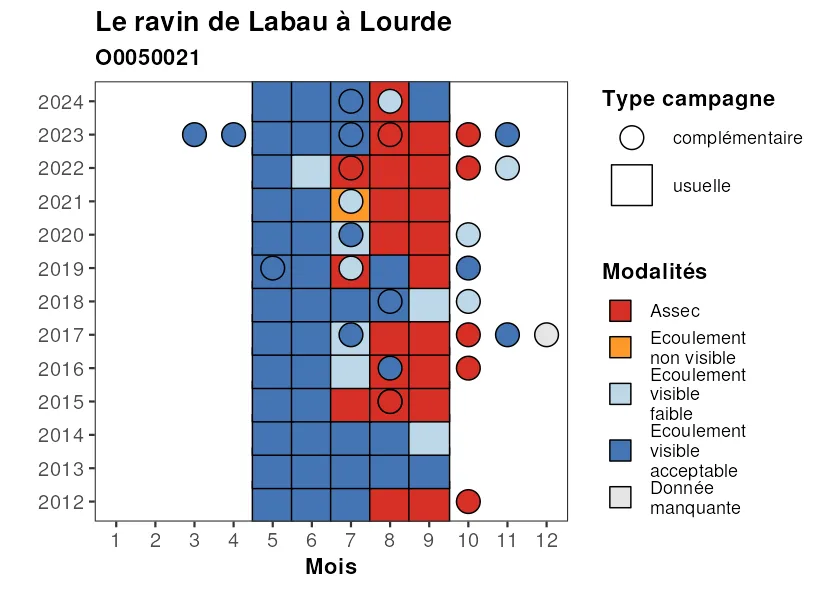 Le ravin de Labau à Lourde
O0050021
2024
2023
2022
2021
2020
2019
2018
2017
2016
2015
2014
2013
2012
1 2 3 4 5 6 7 8 9 10 11 12
Mois
Type campagne
complémentaire
usuelle
Modalités
Assec
Ecoulement
non visible
Ecoulement
visible
faible
Ecoulement
visible
acceptable
Donnée
manquante